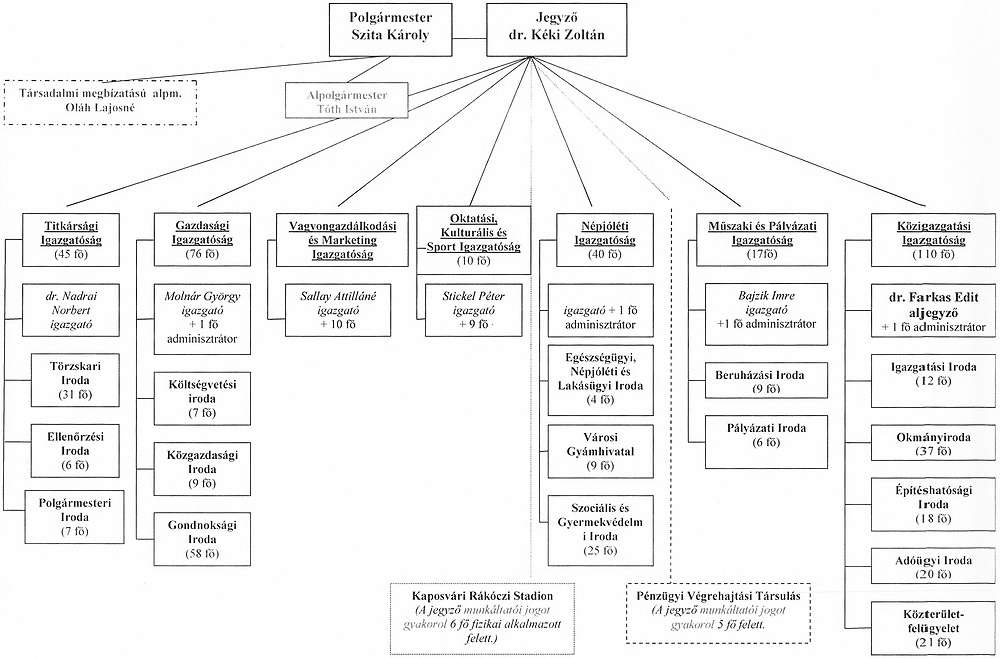 Polgármester
Szita Károly
Jegyző
dr. Kéki Zoltán
Társadalmi megbízatású alpm.
Oláh Lajosné
Alpolgármester
Tóth István
Titkársági
Igazgatóság
(45 fő)
dr. Nadrai
Norbert
igazgató
Törzskari
Iroda
(31 fő)
Ellenőrzési
Iroda
(6 fő)
Polgármesteri
Iroda
(7 fő)
Gazdasági
Igazgatóság
(76 fő)
Molnár György
igazgató
+ 1 fő
adminisztrátor
Költségvetési
iroda
(7 fő)
Közgazdasági
Iroda
(9 fő)
Gondnoksági
Iroda
(58 fő)
Vagyongazdálkodási
és Marketing
Igazgatóság
Sallay Attiláné
igazgató
+ 10 fő
Oktatási,
Kulturális és
Sport Igazgatóság
(10 fő)
Stickel Péter
igazgató
+ 9 fő
Népjóléti
Igazgatóság
(40 fő)
igazgató + 1 fő
adminisztrátor
Egészségügyi,
Népjóléti és
Lakásügyi Iroda
(4 fő)
Városi
Gyámhivatal
(9 fő)
Szociális és
Gyermekvédelm
i Iroda
(25 fő)
Műszaki és Pályázati
Igazgatóság
(17fő)
Bajzik Imre
igazgató
+1 fő adminisztrátor
Beruházási Iroda
(9 fő)
Pályázati Iroda
(6 fő)
Közigazgatási
Igazgatóság
(110 fő)
dr. Farkas Edit
aljegyző
+ 1 fő adminisztrátor
Igazgatási Iroda
(12 fő)
Okmányiroda
(37 fő)
Építéshatósági
Iroda
(18 fő)
Adóügyi Iroda
(20 fő)
Közterület-
felügyelet
(21 fő)
Kaposvári Rákóczi Stadion
(A jegyző munkáltatói jogot
gyakorol 6 fő fizikai alkalmazott
felett.)
Pénzügyi Végrehajtási Társulás
(A jegyző munkáltatói jogot
gyakorol 5 fő felett.